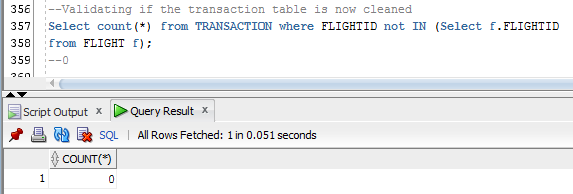 356 --Validating if the transaction table is now cleaned
357 Select count(*) from TRANSACTION where FLIGHTID not IN (Select f.FLIGHTID
358 from FLIGHT f);
359 --0
Script Output x Query Result x
SQL | All Rows Fetched: 1 in 0.051 seconds
COUNT(*)
1 0